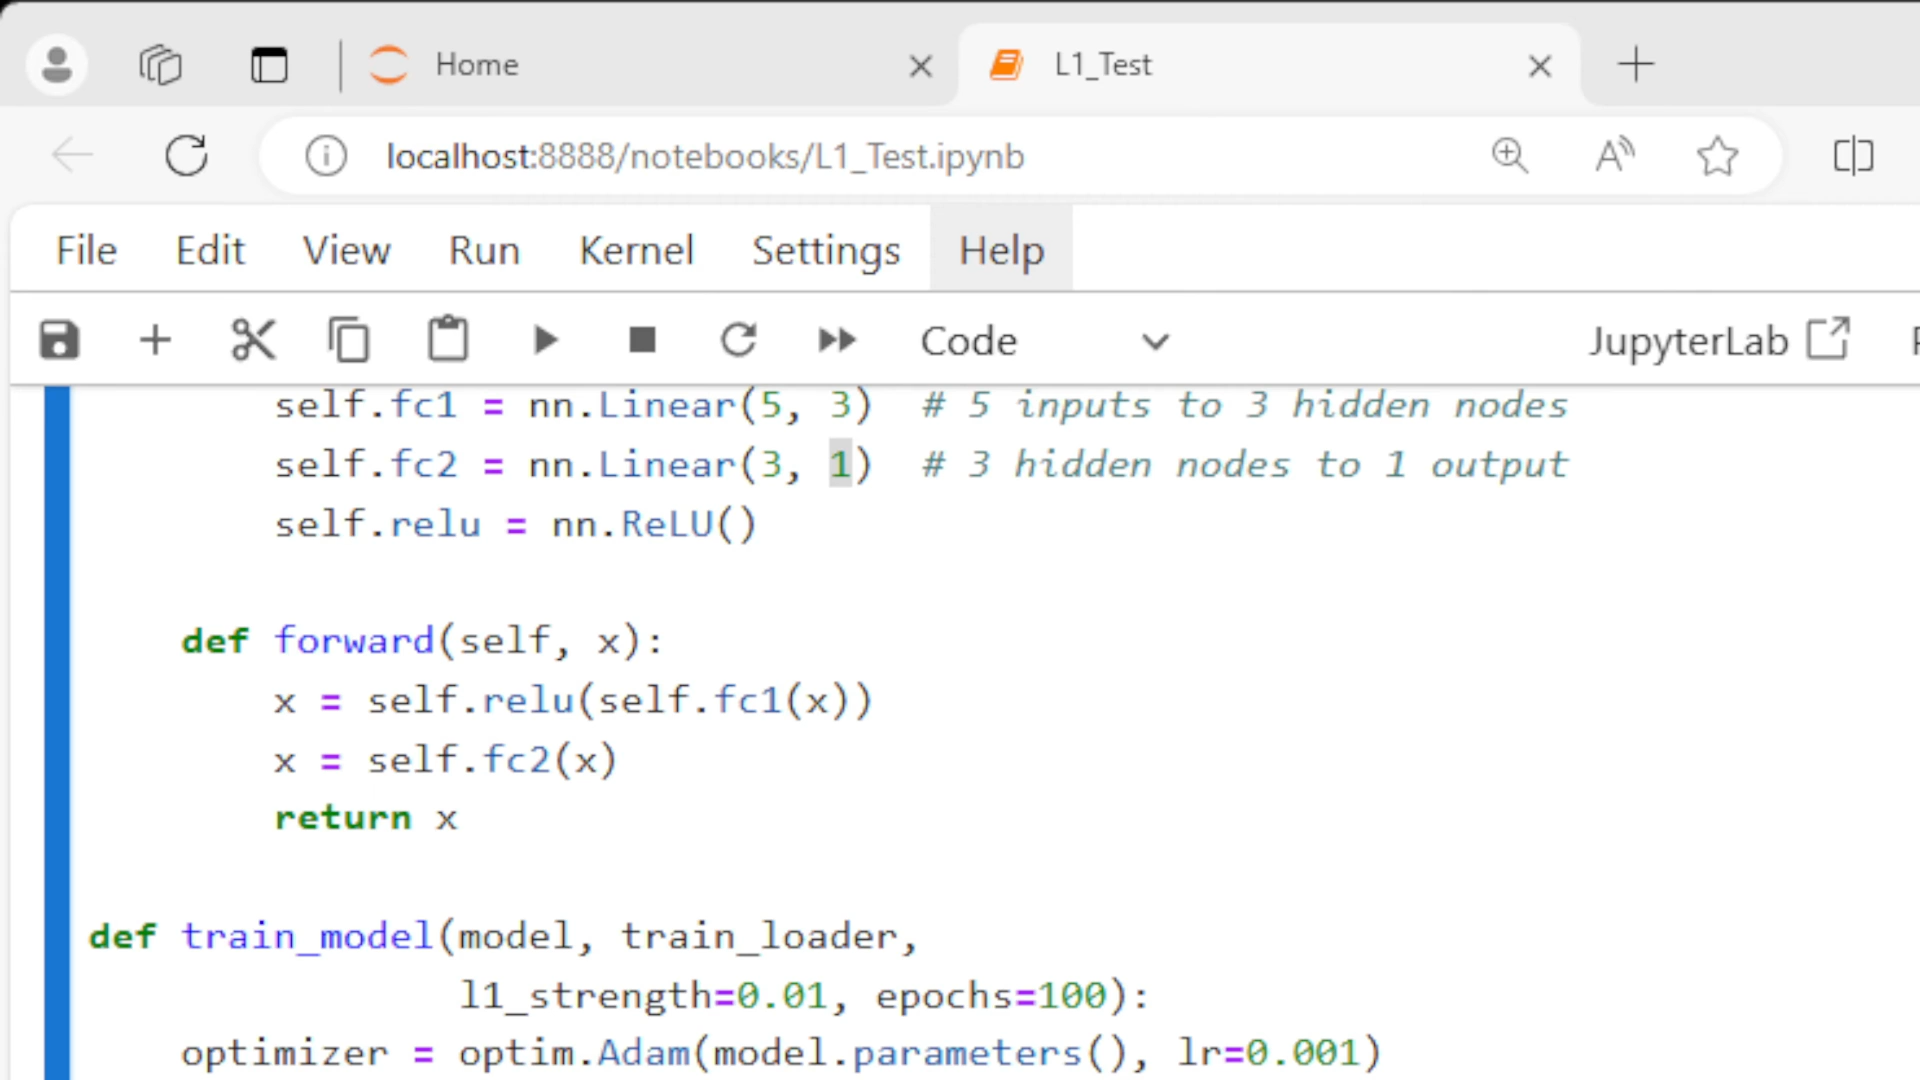 Home
L1_Test
localhost:8888/notebooks/L1_Test.ipynb
File Edit View Run Kernel Settings Help
Code
JupyterLab
self.fc1 = nn.Linear(5, 3)  # 5 inputs to 3 hidden nodes
self.fc2 = nn.Linear(3, 1)  # 3 hidden nodes to 1 output
self.relu = nn.ReLU()
def forward(self, x):
x = self.relu(self.fc1(x))
x = self.fc2(x)
return x
def train_model(model, train_loader,
l1_strength=0.01, epochs=100):
optimizer = optim.Adam(model.parameters(), lr=0.001)